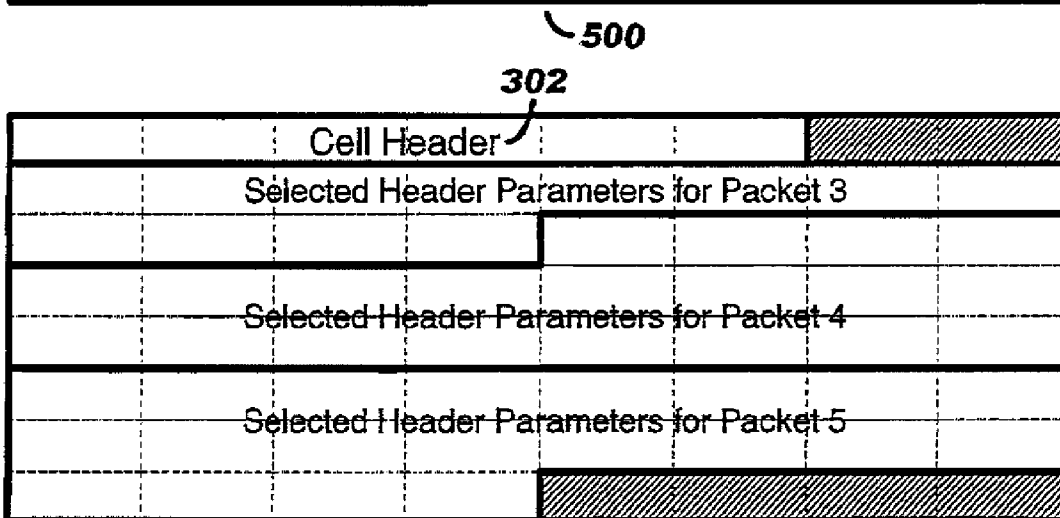 500
302
Cell Header
Selected Header Parameters for Packet 3
Selected Header Parameters for Packet 4
Selected Header Parameters for Packet 5